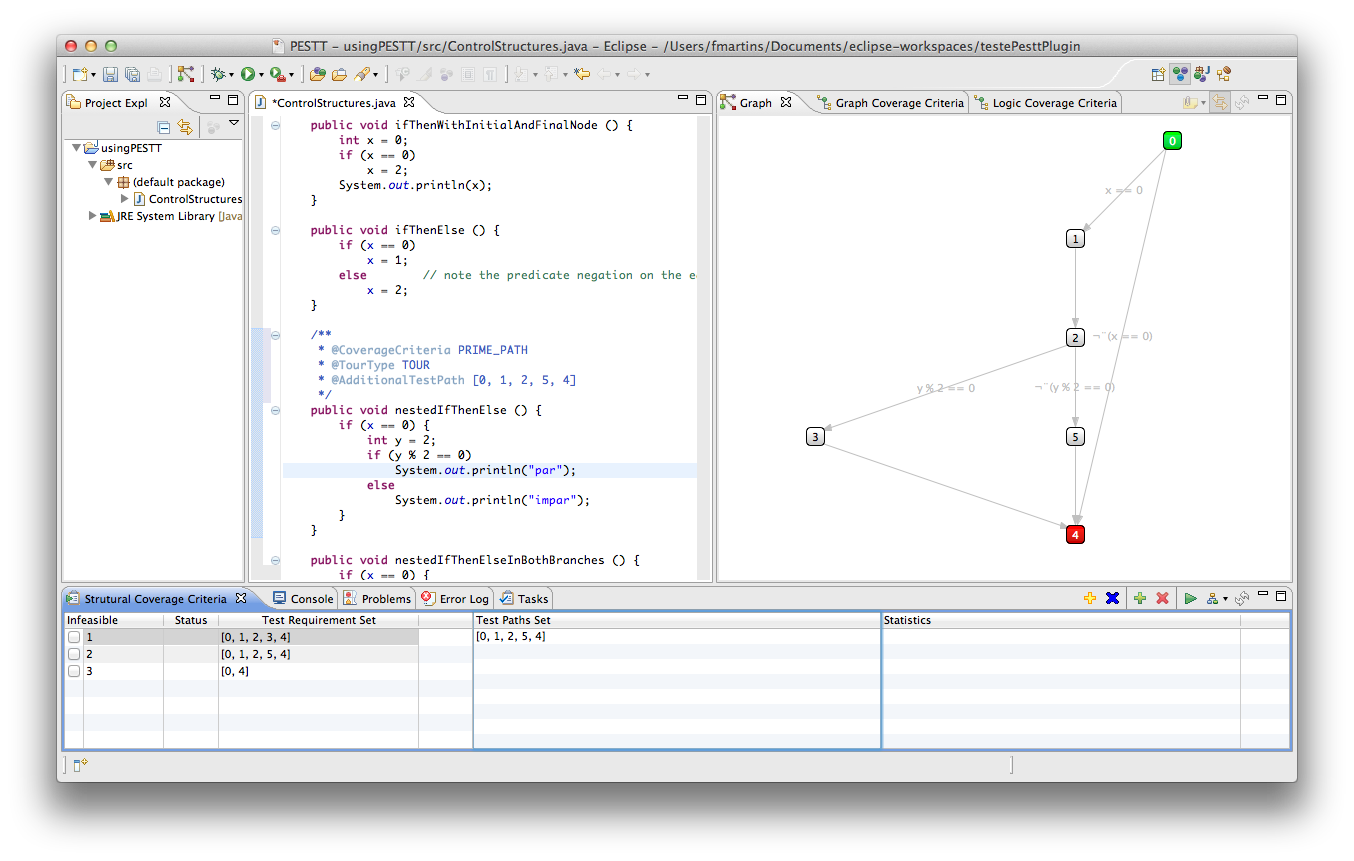 PESTT – usingPESTT/src/ControlStructures.java – Eclipse – /Users/fmartins/Documents/eclipse-workspaces/testePesttPlugin
Project Expl
usingPESTT
src
(default package)
ControlStructures
JRE System Library [Java
*ControlStructures.java
public void ifThenWithInitialAndFinalNode () {
int x = 0;
if (x == 0)
x = 2;
System.out.println(x);
}
public void ifThenElse () {
if (x == 0)
x = 1;
else // note the predicate negation on the e
x = 2;
}
/**
* @CoverageCriteria PRIME_PATH
* @TourType TOUR
* @AdditionalTestPath [0, 1, 2, 5, 4]
*/
public void nestedIfThenElse () {
if (x == 0) {
int y = 2;
if (y % 2 == 0)
System.out.println("par");
else
System.out.println("impar");
}
}
public void nestedIfThenElseInBothBranches () {
if (x == 0) {
Graph Graph Coverage Criteria Logic Coverage Criteria
0
x == 0
1
2 ¬¨(x == 0)
y % 2 == 0 ¬¨(y % 2 == 0)
3 5
4
Strutural Coverage Criteria Console Problems Error Log Tasks
Infeasible Status Test Requirement Set Test Paths Set Statistics
1 [0, 1, 2, 3, 4] [0, 1, 2, 5, 4]
2 [0, 1, 2, 5, 4]
3 [0, 4]